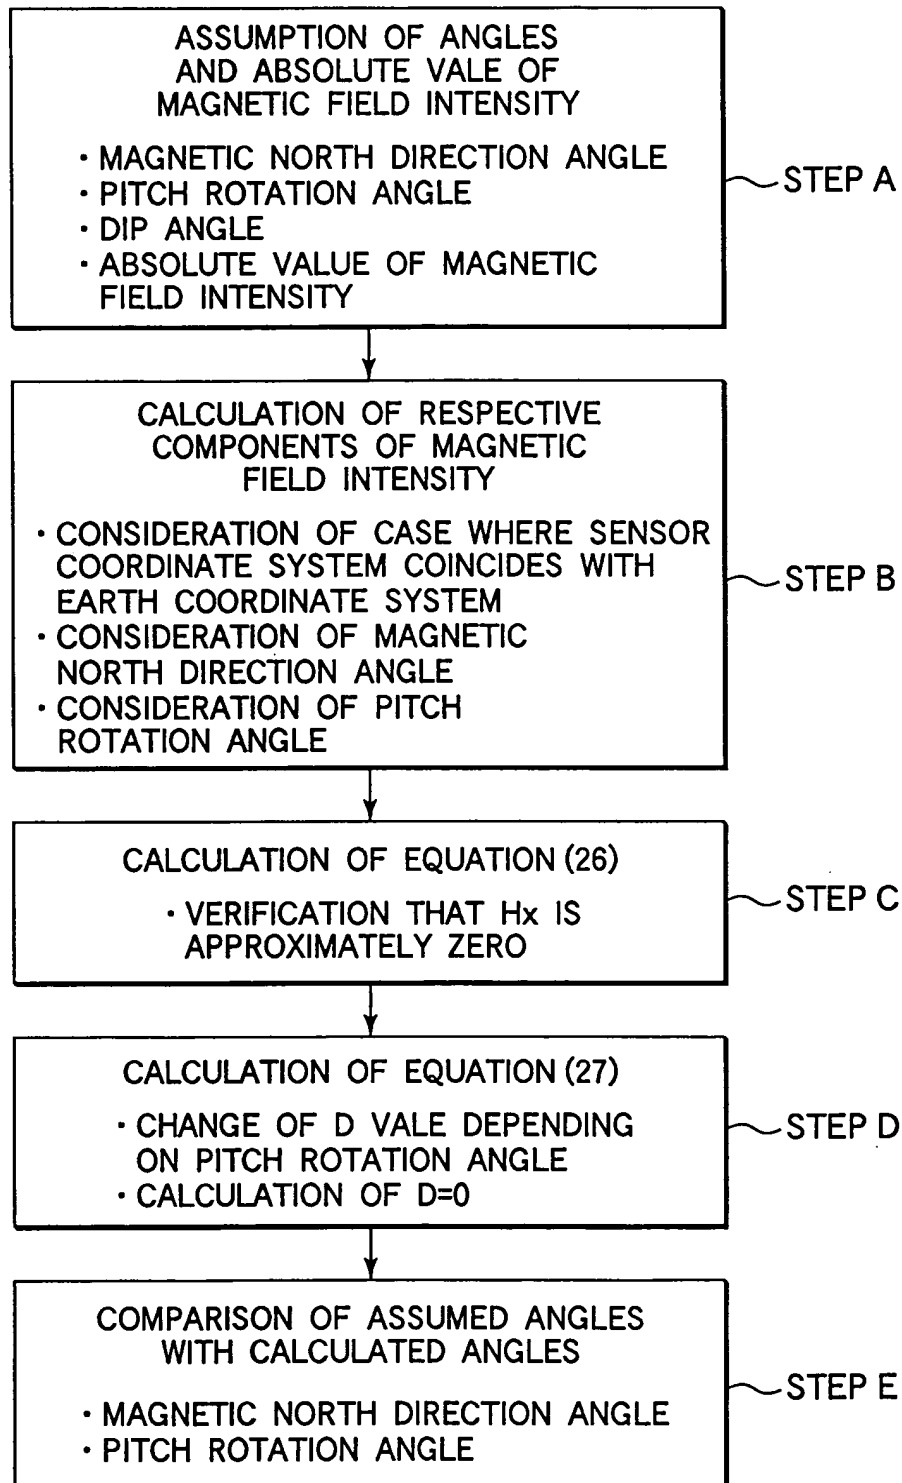 ASSUMPTION OF ANGLES
AND ABSOLUTE VALE OF
MAGNETIC FIELD INTENSITY
· MAGNETIC NORTH DIRECTION ANGLE
· PITCH ROTATION ANGLE
· DIP ANGLE
· ABSOLUTE VALUE OF MAGNETIC
FIELD INTENSITY
STEP A
CALCULATION OF RESPECTIVE
COMPONENTS OF MAGNETIC
FIELD INTENSITY
· CONSIDERATION OF CASE WHERE SENSOR
COORDINATE SYSTEM COINCIDES WITH
EARTH COORDINATE SYSTEM
· CONSIDERATION OF MAGNETIC
NORTH DIRECTION ANGLE
· CONSIDERATION OF PITCH
ROTATION ANGLE
STEP B
CALCULATION OF EQUATION (26)
· VERIFICATION THAT Hx IS
APPROXIMATELY ZERO
STEP C
CALCULATION OF EQUATION (27)
· CHANGE OF D VALE DEPENDING
ON PITCH ROTATION ANGLE
· CALCULATION OF D=0
STEP D
COMPARISON OF ASSUMED ANGLES
WITH CALCULATED ANGLES
· MAGNETIC NORTH DIRECTION ANGLE
· PITCH ROTATION ANGLE
STEP E